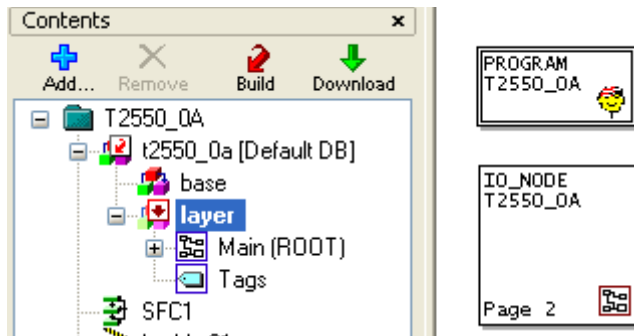 Contents
Add... Remove Build Download
T2550_0A
t2550_0a [Default DB]
base
layer
Main (ROOT)
Tags
SFC1
PROGRAM
T2550_0A
IO_NODE
T2550_0A
Page 2